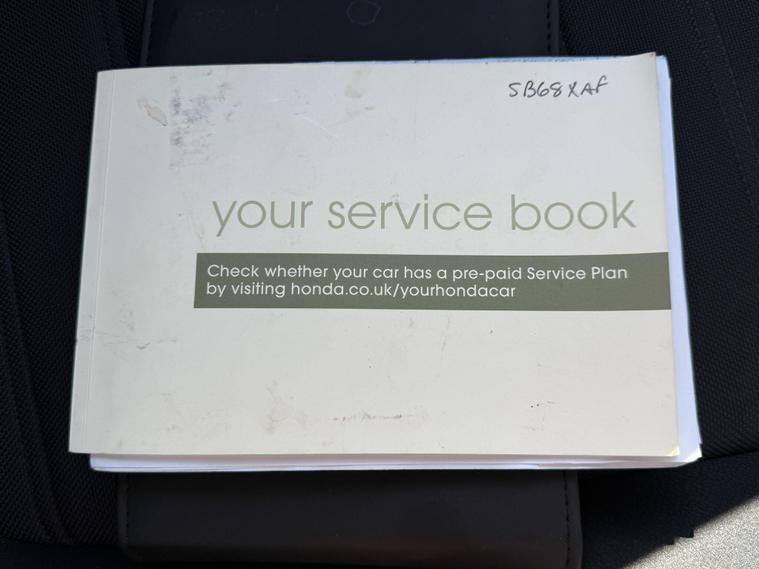 SB68XAF
your service book
Check whether your car has a pre-paid Service Plan
by visiting honda.co.uk/yourhondacar